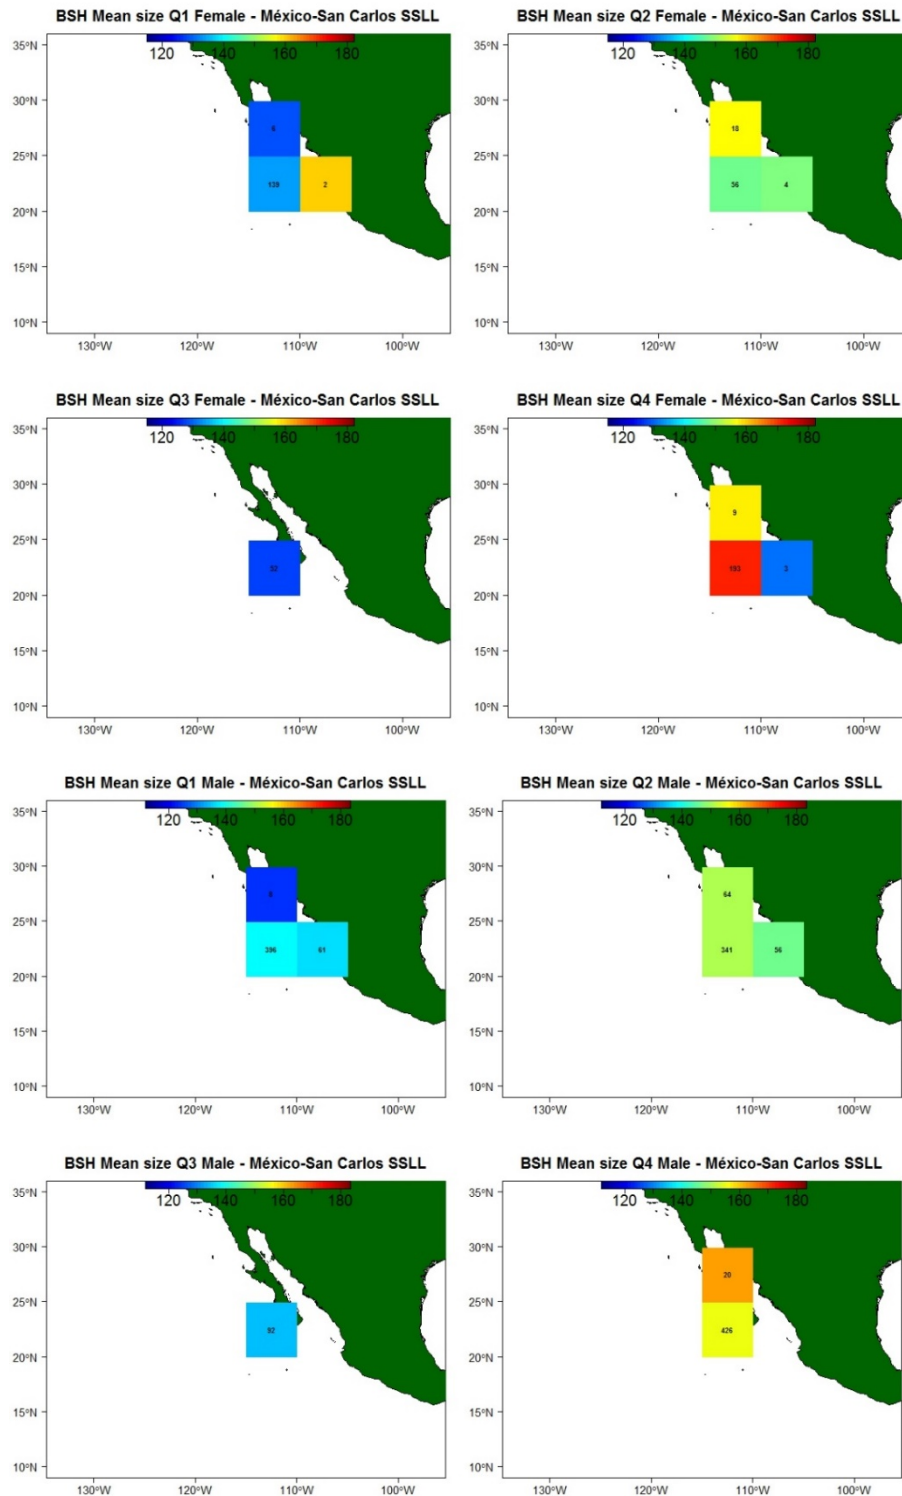 BSH Mean size Q1 Female - México-San Carlos SSLL
120 140 160 180
35°N
30°N
25°N
20°N
15°N
10°N
6
139 2
130°W 120°W 110°W 100°W
BSH Mean size Q2 Female - México-San Carlos SSLL
120 140 160 180
35°N
30°N
25°N
20°N
15°N
10°N
18
56 4
130°W 120°W 110°W 100°W
BSH Mean size Q3 Female - México-San Carlos SSLL
120 140 160 180
35°N
30°N
25°N
20°N
15°N
10°N
52
130°W 120°W 110°W 100°W
BSH Mean size Q4 Female - México-San Carlos SSLL
120 140 160 180
35°N
30°N
25°N
20°N
15°N
10°N
9
193 3
130°W 120°W 110°W 100°W
BSH Mean size Q1 Male - México-San Carlos SSLL
120 140 160 180
35°N
30°N
25°N
20°N
15°N
10°N
396 61
130°W 120°W 110°W 100°W
BSH Mean size Q2 Male - México-San Carlos SSLL
120 140 160 180
35°N
30°N
25°N
20°N
15°N
10°N
64
341 56
130°W 120°W 110°W 100°W
BSH Mean size Q3 Male - México-San Carlos SSLL
120 140 160 180
35°N
30°N
25°N
20°N
15°N
10°N
92
130°W 120°W 110°W 100°W
BSH Mean size Q4 Male - México-San Carlos SSLL
120 140 160 180
35°N
30°N
25°N
20°N
15°N
10°N
20
426
130°W 120°W 110°W 100°W